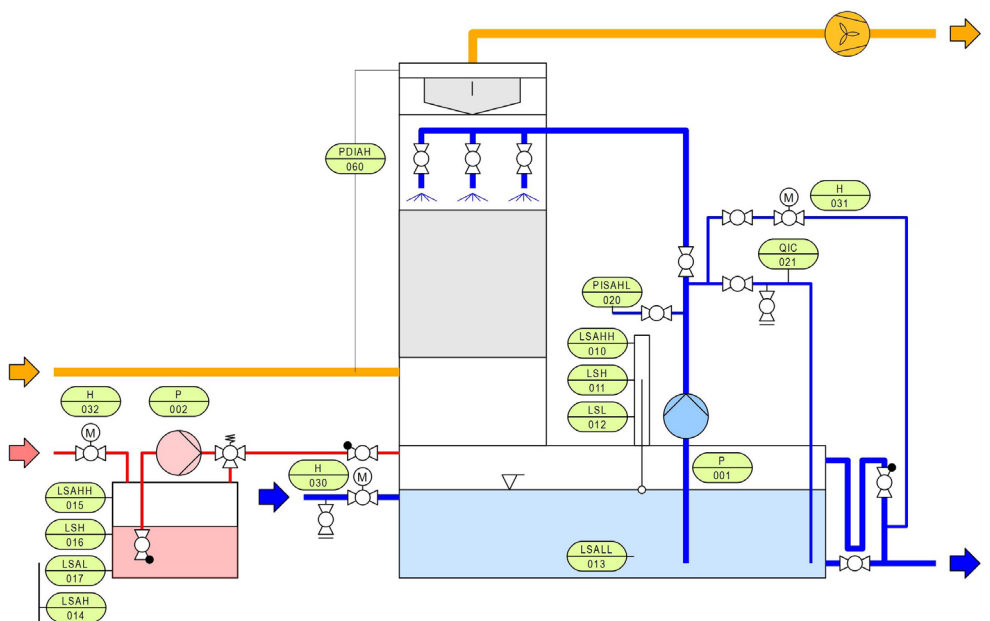 PDIAH
060
M
H
031
QIC
021
PISAHL
020
LSAHH
010
LSH
011
LSL
012
H
032
P
002
M
H
030
M
P
001
LSAHH
015
LSH
016
LSAL
017
LSAH
014
LSALL
013